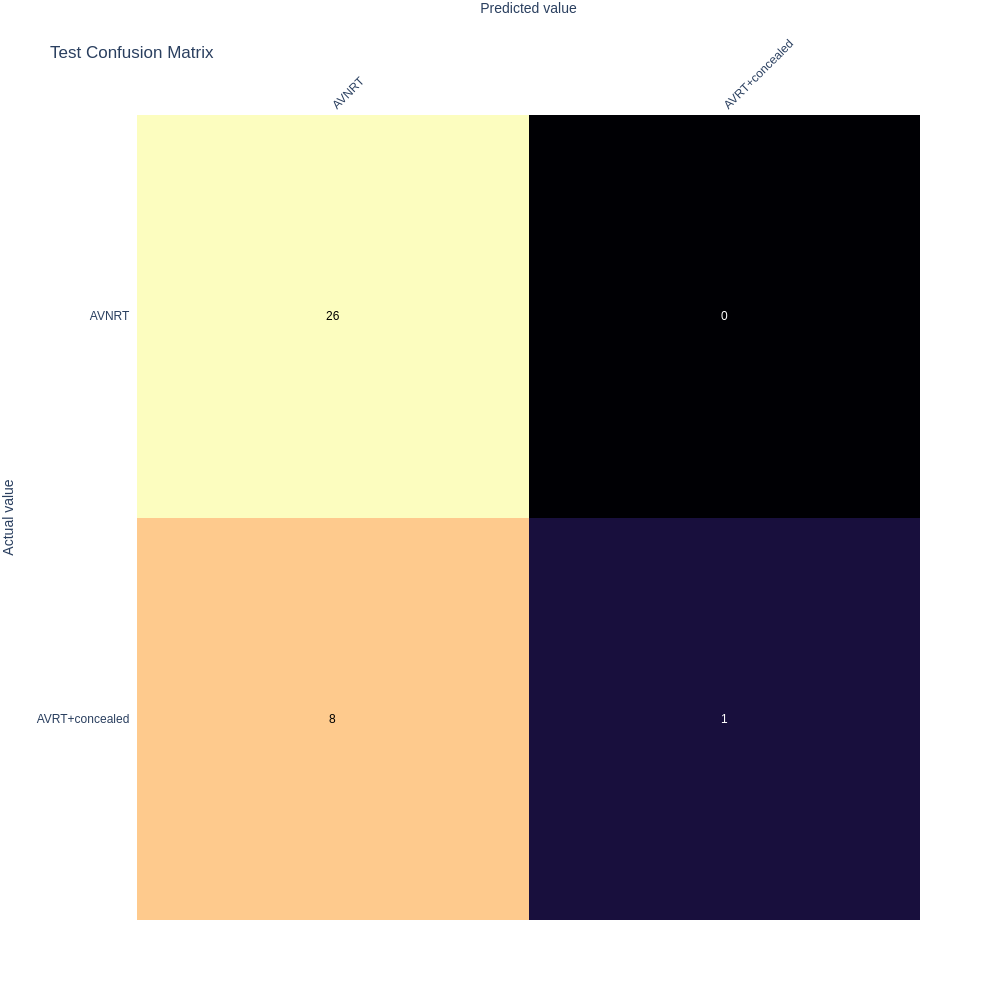 Predicted value
Test Confusion Matrix
AVNRT
AVRT+concealed
AVNRT
26
0
Actual value
AVRT+concealed
8
1